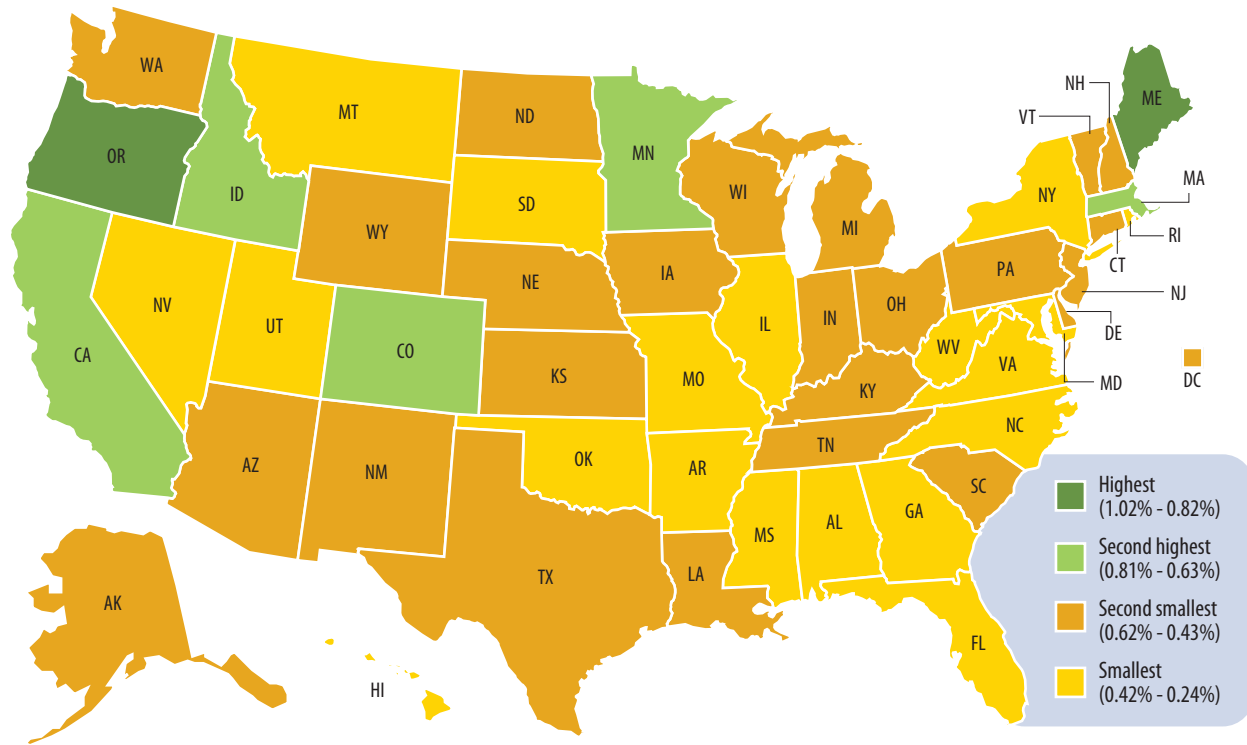 WA
MT
ND
MN
NH
VT
ME
OR
ID
SD
WI
MI
NY
MA
WY
RI
CT
IA
PA
NE
NJ
NV
UT
IL
IN
OH
DE
CA
CO
WV
VA
MD
DC
KS
MO
KY
NC
TN
AZ
NM
OK
AR
SC
GA
MS
AL
TX
LA
AK
FL
HI
Highest
(1.02% - 0.82%)
Second highest
(0.81% - 0.63%)
Second smallest
(0.62% - 0.43%)
Smallest
(0.42% - 0.24%)